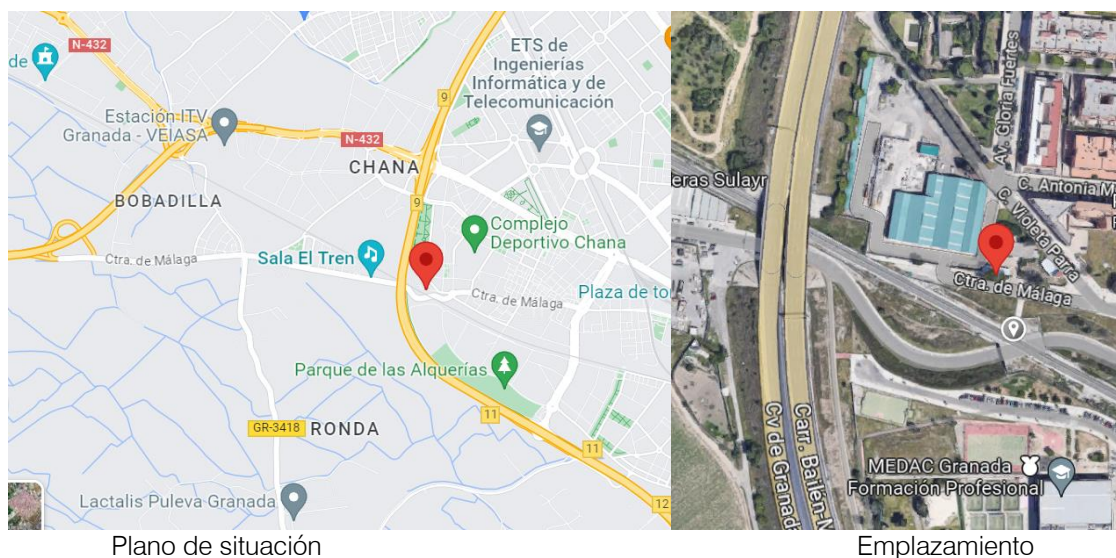 N-432
de
Estación ITV
Granada - VEIASA
9
ETS de
Ingenierías
Informática y de
Telecomunicación
N-432
CHANA
9
BOBADILLA
Complejo
Deportivo Chana
Sala El Tren
Ctra. de Málaga
Ctra. de Málaga
Plaza de to
Parque de las Alquerías
11
GR-3418
RONDA
11
Lactalis Puleva Granada
12
Av. Gloria Fuertes
eras Sulayr
C. Antonia M
C. Violeta Parra
Ctra. de Málaga
Cv de Granada
Carr. Bailén-M
MEDAC Granada
Formación Profesional
Plano de situación
Emplazamiento